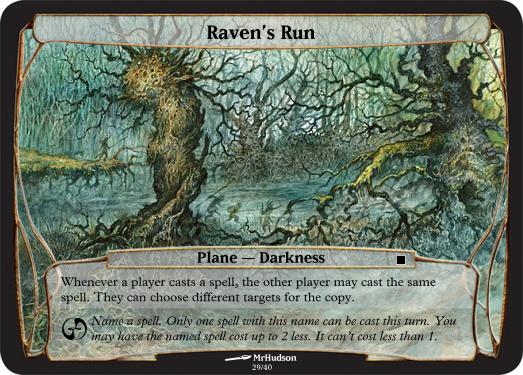 Raven's Run
Plane — Darkness
Whenever a player casts a spell, the other player may cast the same
spell. They can choose different targets for the copy.
Name a spell. Only one spell with this name can be cast this turn. You
may have the named spell cost up to 2 less. It can't cost less than 1.
MrHudson
29/40